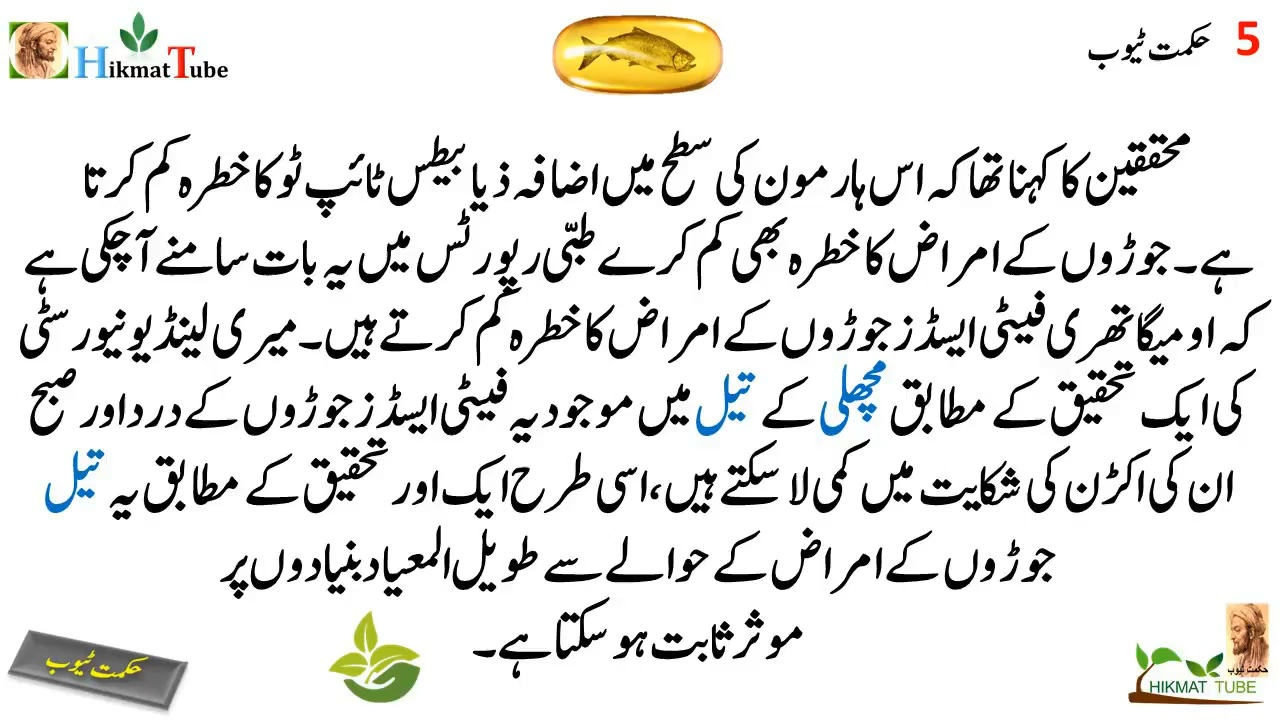 HikmatTube
حکمت ٹیوب 5
محققین کا کہنا تھا کہ اس ہارمون کی سطح میں اضافہ ذیابیطس ٹائپ ٹو کا خطرہ کم کرتا
ہے۔ جوڑوں کے امراض کا خطرہ بھی کم کرے طبّی رپورٹس میں یہ بات سامنے آچکی ہے
کہ اومیگا تھری فیٹی ایسڈز جوڑوں کے امراض کا خطرہ کم کرتے ہیں۔ میری لینڈ یونیورسٹی
کی ایک تحقیق کے مطابق مچھلی کے تیل میں موجود یہ فیٹی ایسڈز جوڑوں کے درد اور صبح
ان کی اکڑن کی شکایت میں کمی لا سکتے ہیں، اسی طرح ایک اور تحقیق کے مطابق یہ تیل
جوڑوں کے امراض کے حوالے سے طویل المعیاد بنیادوں پر
موثر ثابت ہو سکتا ہے۔
حکمت ٹیوب
حکمت ٹیوب
HIKMAT TUBE